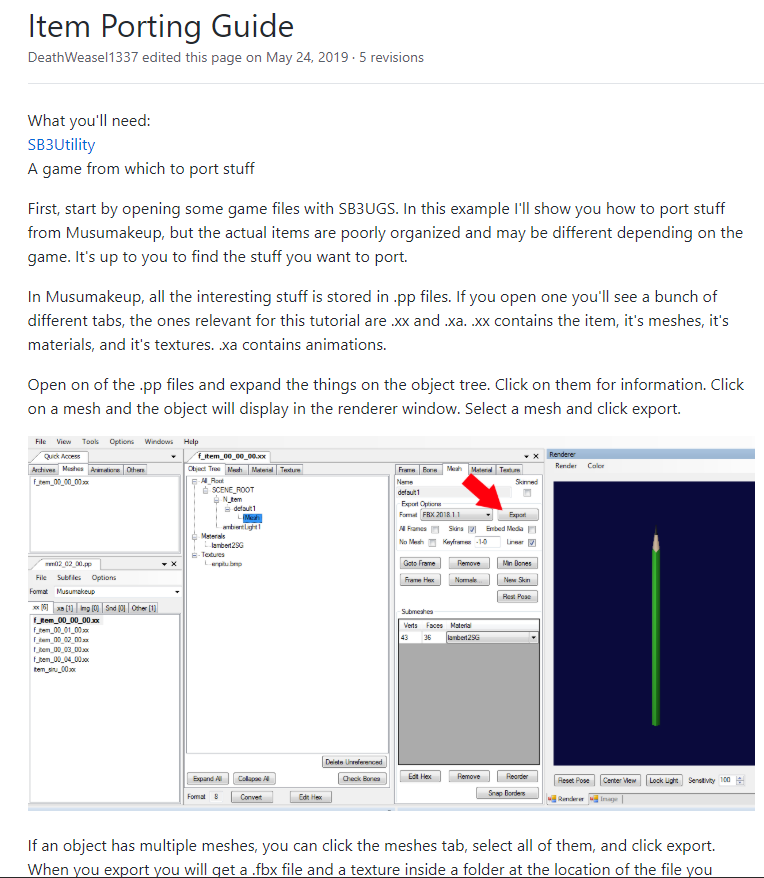 Item Porting Guide
DeathWeasel1337 edited this page on May 24, 2019 · 5 revisions
What you'll need:
SB3Utility
A game from which to port stuff
First, start by opening some game files with SB3UGS. In this example I'll show you how to port stuff
from Musumakeup, but the actual items are poorly organized and may be different depending on the
game. It's up to you to find the stuff you want to port.
In Musumakeup, all the interesting stuff is stored in .pp files. If you open one you'll see a bunch of
different tabs, the ones relevant for this tutorial are .xx and .xa. .xx contains the item, it's meshes, it's
materials, and it's textures. .xa contains animations.
Open on of the .pp files and expand the things on the object tree. Click on them for information. Click
on a mesh and the object will display in the renderer window. Select a mesh and click export.
File View Tools Options Windows Help
Quick Access
Archives Meshes Animations Others
f_item_00_00_00.xx
mm02_02_00.pp
File Subfiles Options
Format Musumakeup
xx [6] xa [1] Img [0] Snd [0] Other [1]
f_item_00_00_00.xx
f_item_00_01_00.xx
f_item_00_02_00.xx
f_item_00_03_00.xx
f_item_00_04_00.xx
item_siru_00.xx
f_item_00_00_00.xx
Object Tree Mesh Material Texture
All_Root
SCENE_ROOT
N_item
default1
Mesh
ambientLight1
Materials
lambert2SG
Textures
Delete Unreferenced
Expand All Collapse All Check Bones
Format 8 Convert Edit Hex
Frame Bone Mesh Material Texture
Name Skinned
default1
Export Options
Format FBX 2018.1.1 Export
All Frames Skins Embed Media
No Mesh Keyframes -1-0 Linear
Goto Frame Remove Min Bones
Frame Hex Normals... New Skin
Rest Pose
Submeshes
Verts Faces Material
43 36 lambert2SG
Edit Hex Remove Reorder
Snap Borders
Renderer
Render Color
Reset Pose Center View Lock Light Sensitivity 100
Renderer Image
If an object has multiple meshes, you can click the meshes tab, select all of them, and click export.
When you export you will get a .fbx file and a texture inside a folder at the location of the file you